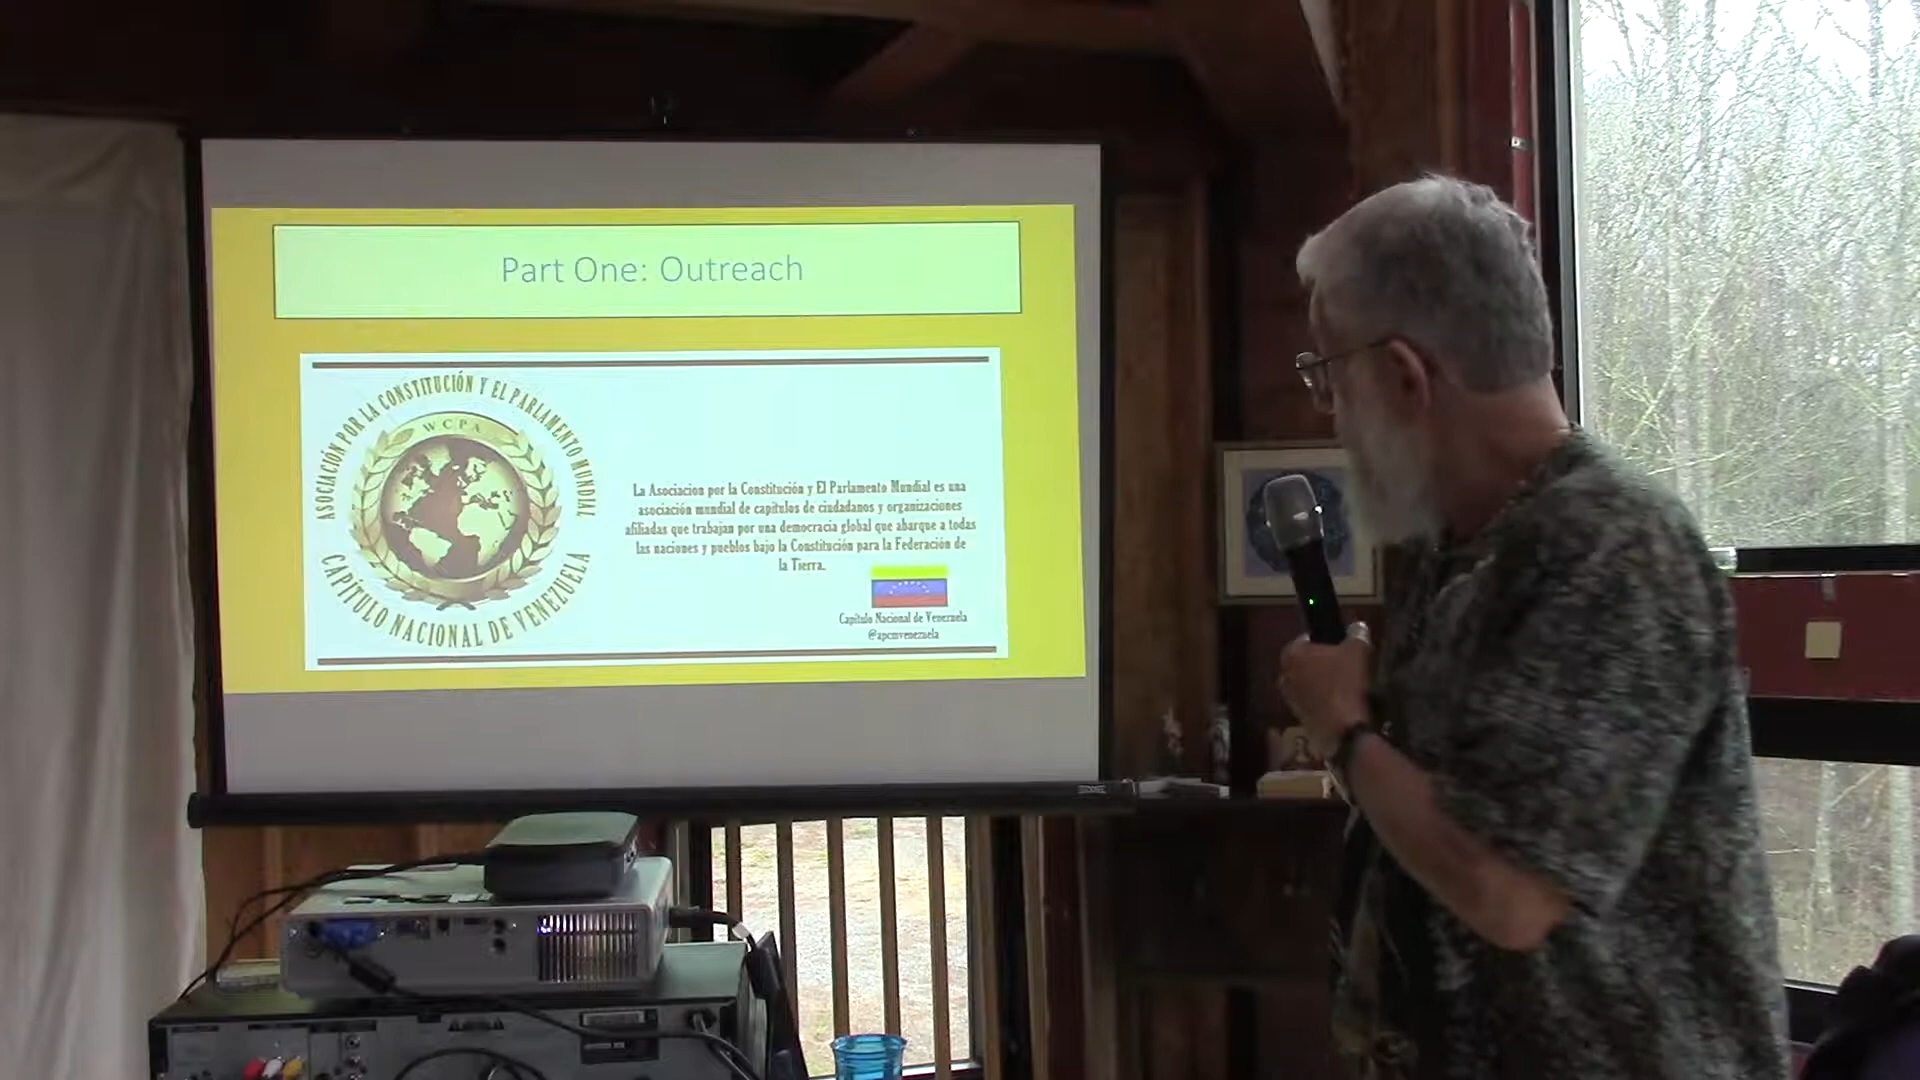 Part One: Outreach
ASOCIACIÓN POR LA CONSTITUCIÓN Y EL PARLAMENTO MUNDIAL
WCPA
CAPÍTULO NACIONAL DE VENEZUELA
La Asociacion por la Constitución y El Parlamento Mundial es una
asociación mundial de capítulos de ciudadanos y organizaciones
afiliadas que trabajan por una democracia global que abarque a todas
las naciones y pueblos bajo la Constitución para la Federación de
la Tierra.
Capítulo Nacional de Venezuela
@apcmvenezuela